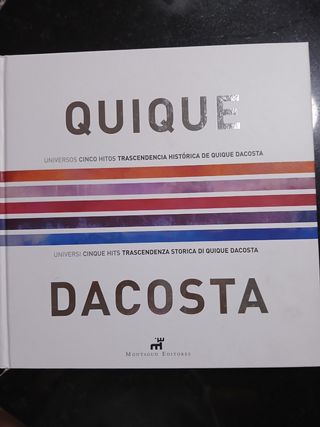 QUIQUE
UNIVERSOS CINCO HITOS TRASCENDENCIA HISTÓRICA DE QUIQUE DACOSTA
UNIVERSI CINQUE HITS TRASCENDENZA STORICA DI QUIQUE DACOSTA
DACOSTA
MONTAGUD EDITORES